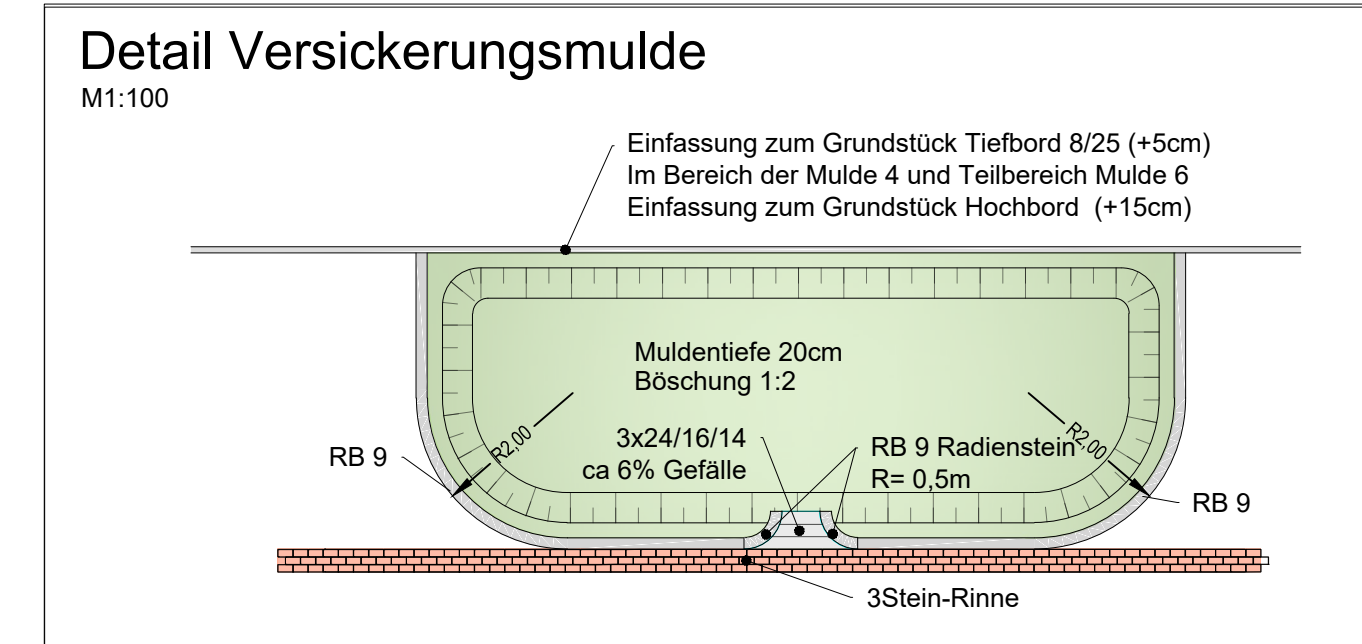 Detail Versickerungsmulde
M1:100
Einfassung zum Grundstück Tiefbord 8/25 (+5cm)
Im Bereich der Mulde 4 und Teilbereich Mulde 6
Einfassung zum Grundstück Hochbord (+15cm)
Muldentiefe 20cm
Böschung 1:2
3x24/16/14
ca 6% Gefälle
RB 9 Radienstein
R= 0,5m
R2,00
R2,00
RB 9
RB 9
3Stein-Rinne